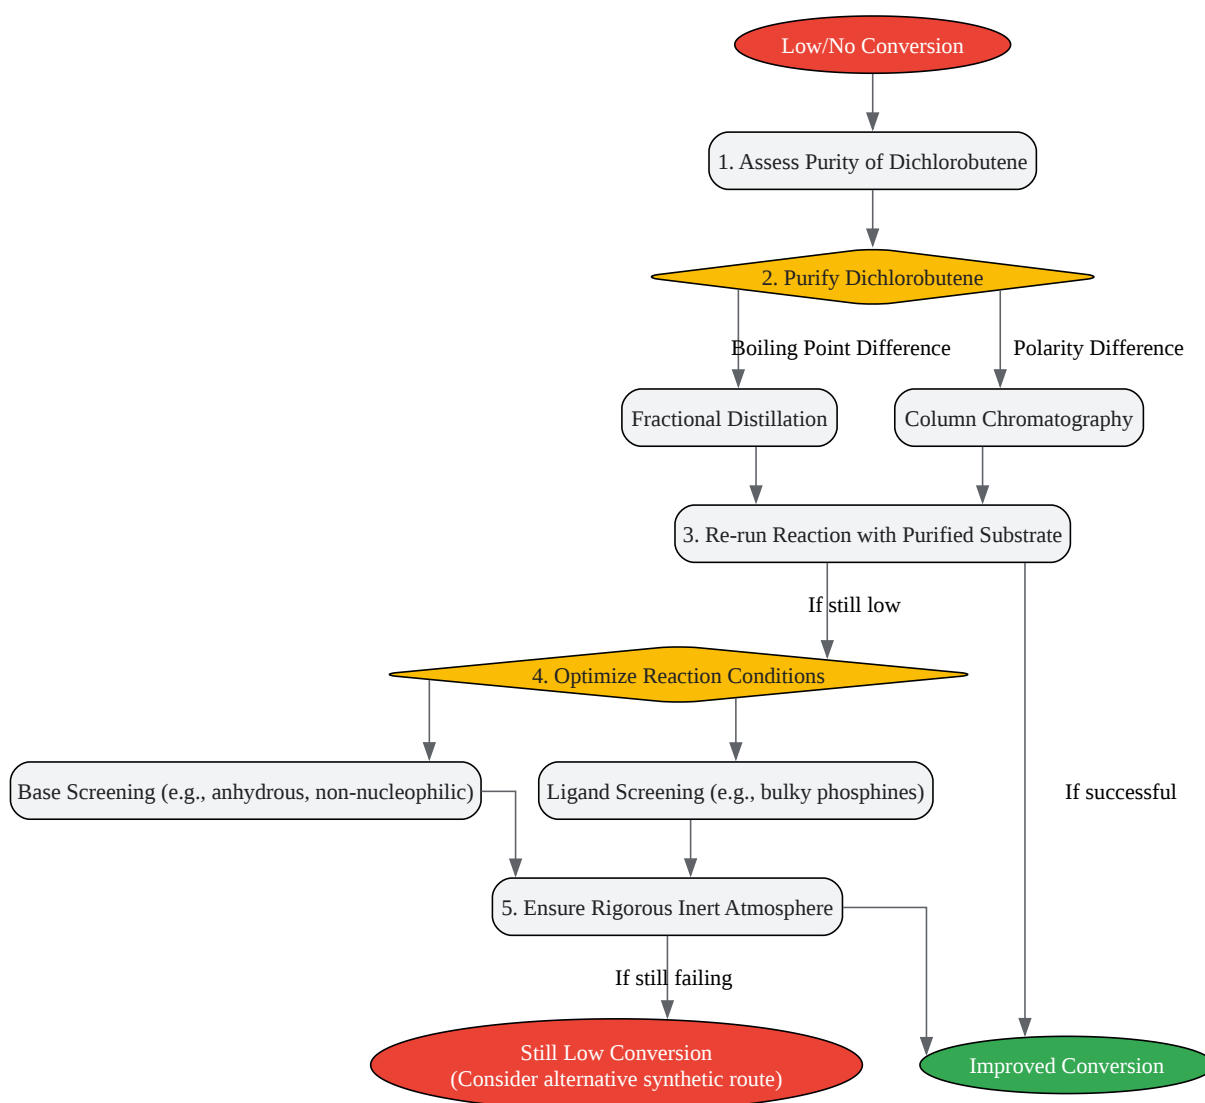 Low/No Conversion
1. Assess Purity of Dichlorobutene
2. Purify Dichlorobutene
Boiling Point Difference
Polarity Difference
Fractional Distillation
Column Chromatography
3. Re-run Reaction with Purified Substrate
If still low
4. Optimize Reaction Conditions
Base Screening (e.g., anhydrous, non-nucleophilic)
Ligand Screening (e.g., bulky phosphines)
If successful
5. Ensure Rigorous Inert Atmosphere
If still failing
Still Low Conversion
(Consider alternative synthetic route)
Improved Conversion